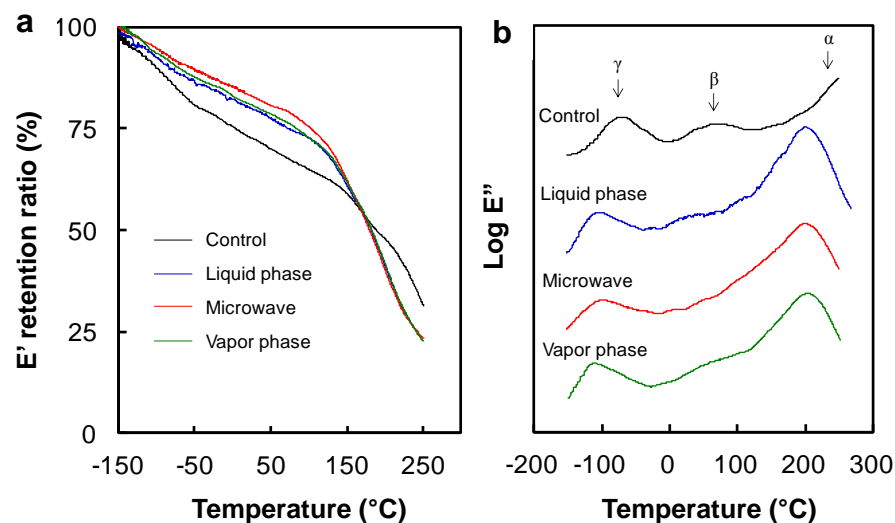 a
E' retention ratio (%)
100
75
50
25
0
Control
Liquid phase
Microwave
Vapor phase
-150 -50 50 150 250
Temperature (°C)
b
Log E”
γ
β
α
Control
Liquid phase
Microwave
Vapor phase
-200 -100 0 100 200 300
Temperature (°C)